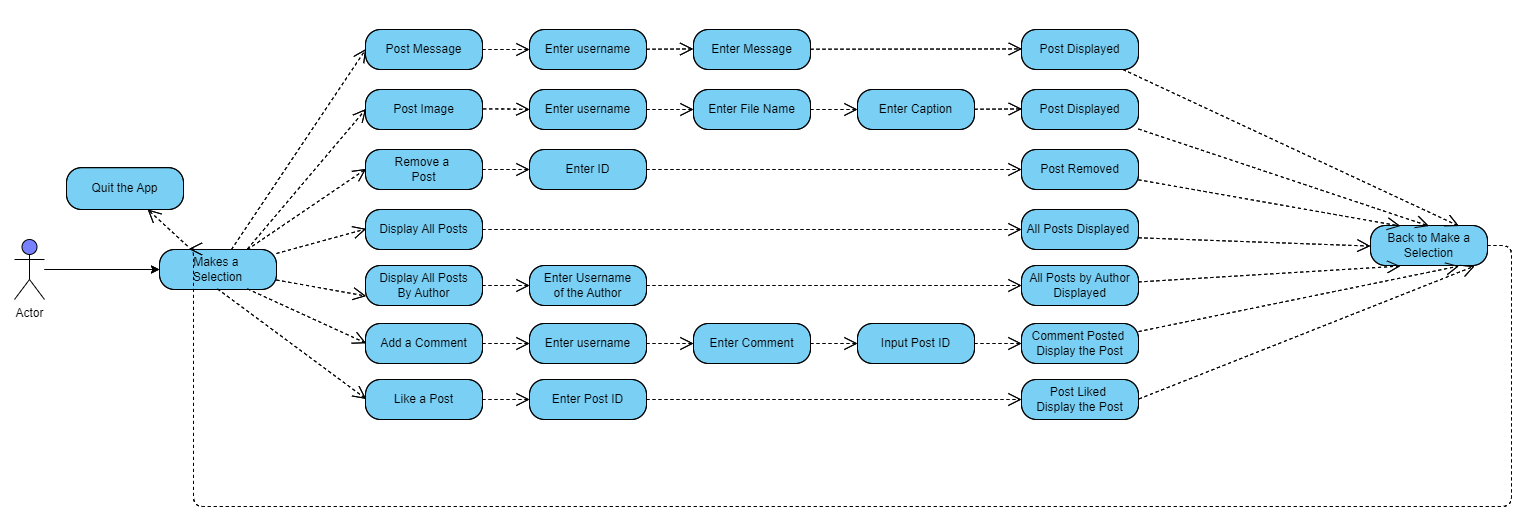 Post Message
Enter username
Enter Message
Post Displayed
Post Image
Enter username
Enter File Name
Enter Caption
Post Displayed
Remove a
Post
Enter ID
Post Removed
Quit the App
Display All Posts
All Posts Displayed
Makes a
Selection
Back to Make a
Selection
Display All Posts
By Author
Enter Username
of the Author
All Posts by Author
Displayed
Actor
Add a Comment
Enter username
Enter Comment
Input Post ID
Comment Posted
Display the Post
Like a Post
Enter Post ID
Post Liked
Display the Post